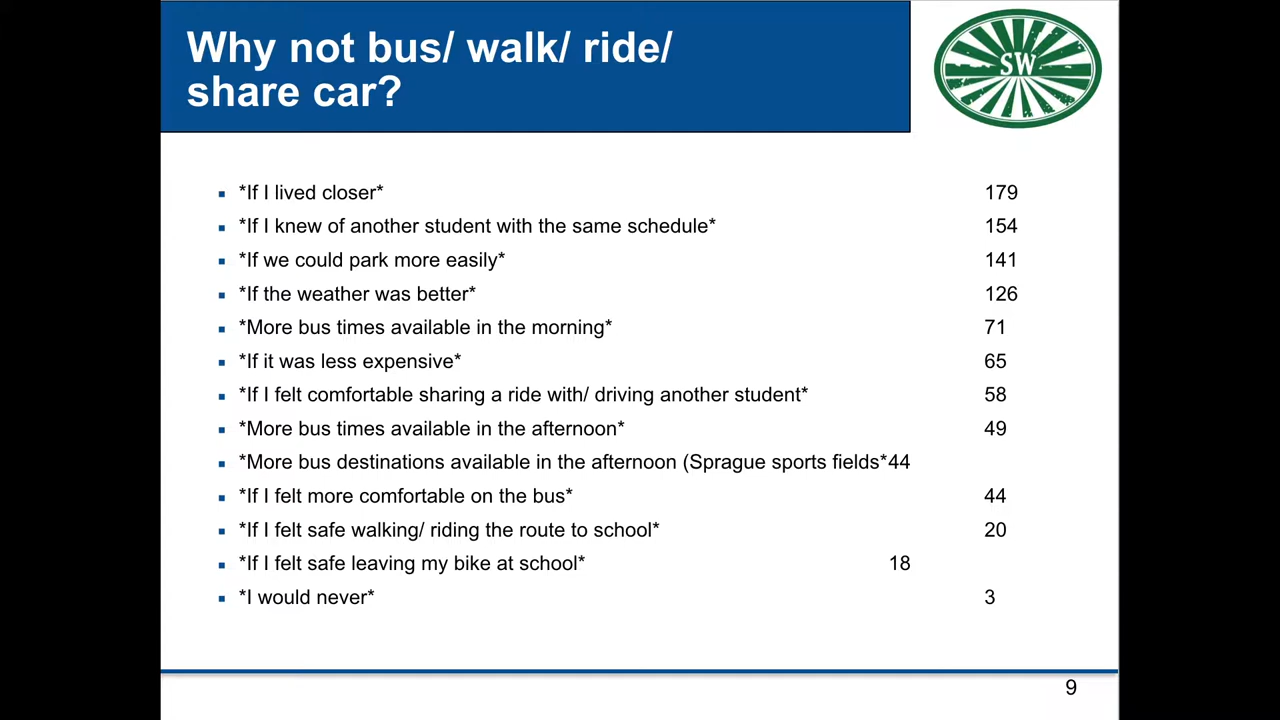 Why not bus/ walk/ ride/
share car?
SW
▪ *If I lived closer* 179
▪ *If I knew of another student with the same schedule* 154
▪ *If we could park more easily* 141
▪ *If the weather was better* 126
▪ *More bus times available in the morning* 71
▪ *If it was less expensive* 65
▪ *If I felt comfortable sharing a ride with/ driving another student* 58
▪ *More bus times available in the afternoon* 49
▪ *More bus destinations available in the afternoon (Sprague sports fields*44
▪ *If I felt more comfortable on the bus* 44
▪ *If I felt safe walking/ riding the route to school* 20
▪ *If I felt safe leaving my bike at school* 18
▪ *I would never* 3
9